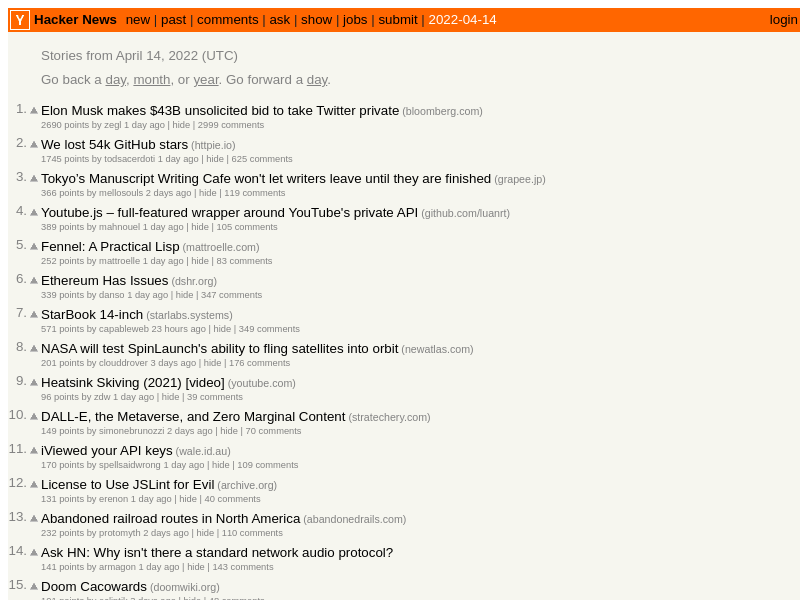 Y Hacker News new | past | comments | ask | show | jobs | submit | 2022-04-14 login
Stories from April 14, 2022 (UTC)
Go back a day, month, or year. Go forward a day.
1. Elon Musk makes $43B unsolicited bid to take Twitter private (bloomberg.com)
2690 points by zegl 1 day ago | hide | 2999 comments
2. We lost 54k GitHub stars (httpie.io)
1745 points by todsacerdoti 1 day ago | hide | 625 comments
3. Tokyo's Manuscript Writing Cafe won't let writers leave until they are finished (grapee.jp)
366 points by mellosouls 2 days ago | hide | 119 comments
4. Youtube.js – full-featured wrapper around YouTube's private API (github.com/luanrt)
389 points by mahnouel 1 day ago | hide | 105 comments
5. Fennel: A Practical Lisp (mattroelle.com)
252 points by mattroelle 1 day ago | hide | 83 comments
6. Ethereum Has Issues (dshr.org)
339 points by danso 1 day ago | hide | 347 comments
7. StarBook 14-inch (starlabs.systems)
571 points by capableweb 23 hours ago | hide | 349 comments
8. NASA will test SpinLaunch's ability to fling satellites into orbit (newatlas.com)
201 points by clouddrover 3 days ago | hide | 176 comments
9. Heatsink Skiving (2021) [video] (youtube.com)
96 points by zdw 1 day ago | hide | 39 comments
10. DALL-E, the Metaverse, and Zero Marginal Content (stratechery.com)
149 points by simonebrunozzi 2 days ago | hide | 70 comments
11. iViewed your API keys (wale.id.au)
170 points by spellsaidwrong 1 day ago | hide | 109 comments
12. License to Use JSLint for Evil (archive.org)
131 points by erenon 1 day ago | hide | 40 comments
13. Abandoned railroad routes in North America (abandonedrails.com)
232 points by protomyth 2 days ago | hide | 110 comments
14. Ask HN: Why isn't there a standard network audio protocol?
141 points by armagon 1 day ago | hide | 143 comments
15. Doom Cacowards (doomwiki.org)